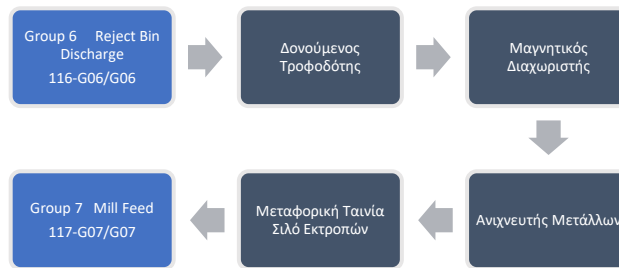 Group 6 Reject Bin
Discharge
116-G06/G06
Δονούμενος
Τροφοδότης
Μαγνητικός
Διαχωριστής
Group 7 Mill Feed
117-G07/G07
Μεταφορική Ταινία
Σιλό Εκτροπών
Ανιχνευτής Μετάλλων